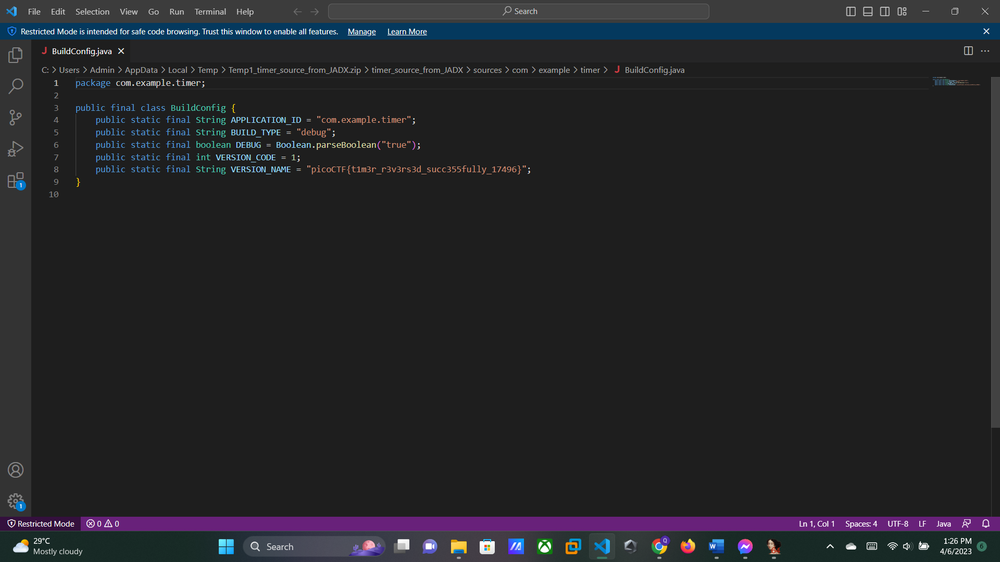 File Edit Selection View Go Run Terminal Help Search
Restricted Mode is intended for safe code browsing. Trust this window to enable all features. Manage Learn More
J BuildConfig.java
C: > Users > Admin > AppData > Local > Temp > Temp1_timer_source_from_JADX.zip > timer_source_from_JADX > sources > com > example > timer > J BuildConfig.java
1 package com.example.timer;
2
3 public final class BuildConfig {
4 public static final String APPLICATION_ID = "com.example.timer";
5 public static final String BUILD_TYPE = "debug";
6 public static final boolean DEBUG = Boolean.parseBoolean("true");
7 public static final int VERSION_CODE = 1;
8 public static final String VERSION_NAME = "picoCTF{t1m3r_r3v3rs3d_succ355fully_17496}";
9 }
10
1
1
Restricted Mode 0 0 Ln 1, Col 1 Spaces: 4 UTF-8 LF Java
29°C
Mostly cloudy
Search
Q
W
1:26 PM
4/6/2023
6